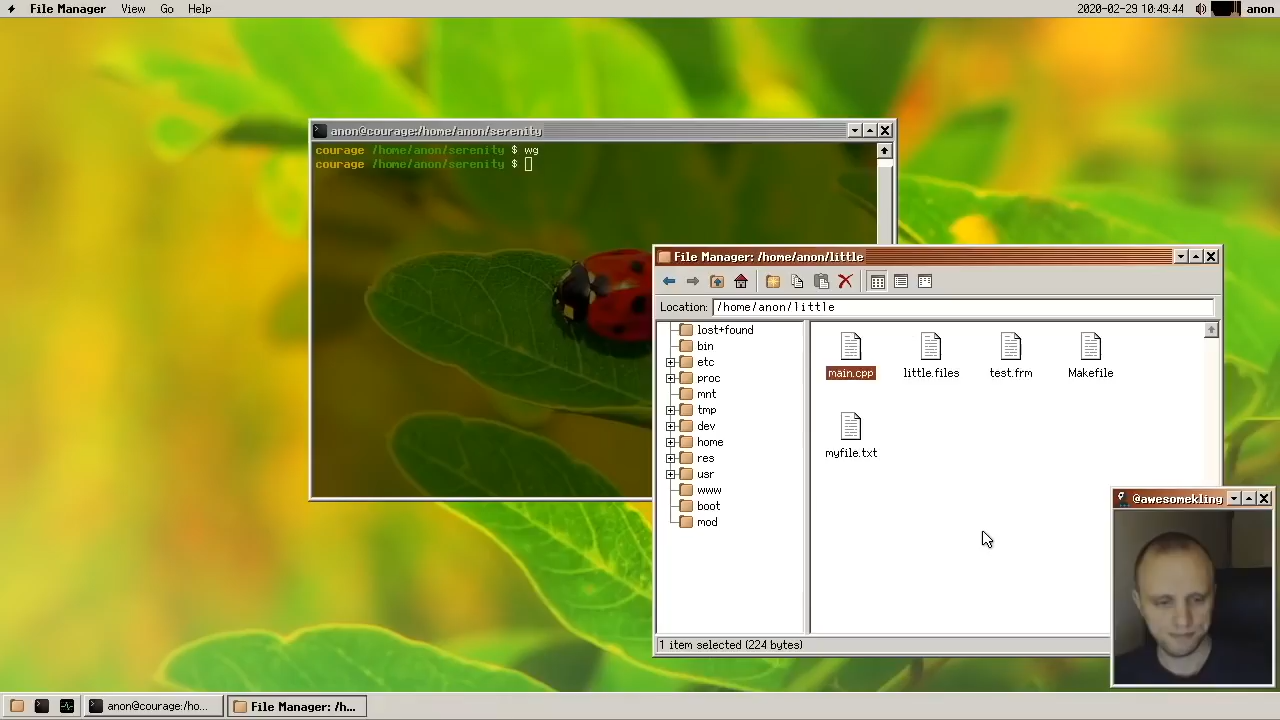 File Manager View Go Help 2020-02-29 10:49:44 anon
anon@courage:/home/anon/serenity
courage /home/anon/serenity $ wg
courage /home/anon/serenity $
File Manager: /home/anon/little
Location: /home/anon/little
lost+found
bin
etc
proc
mnt
tmp
dev
home
res
usr
www
boot
mod
main.cpp little.files test.frm Makefile
myfile.txt
1 item selected (224 bytes)
@awesomekling
anon@courage:/ho... File Manager: /h...